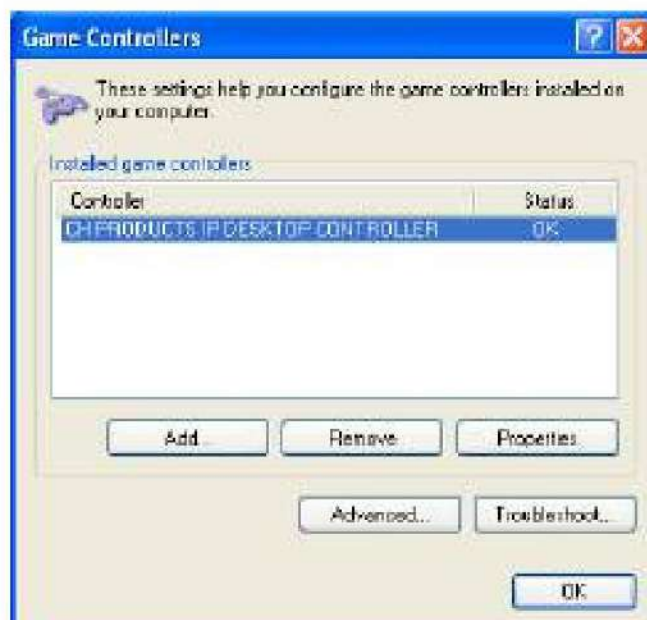 Game Controllers
These settings help you configure the game controllers installed on
your computer.
Installed game controllers
Controller Status
CH PRODUCTS IP DESKTOP CONTROLLER OK
Add...
Remove
Properties
Advanced...
Troubleshoot...
OK